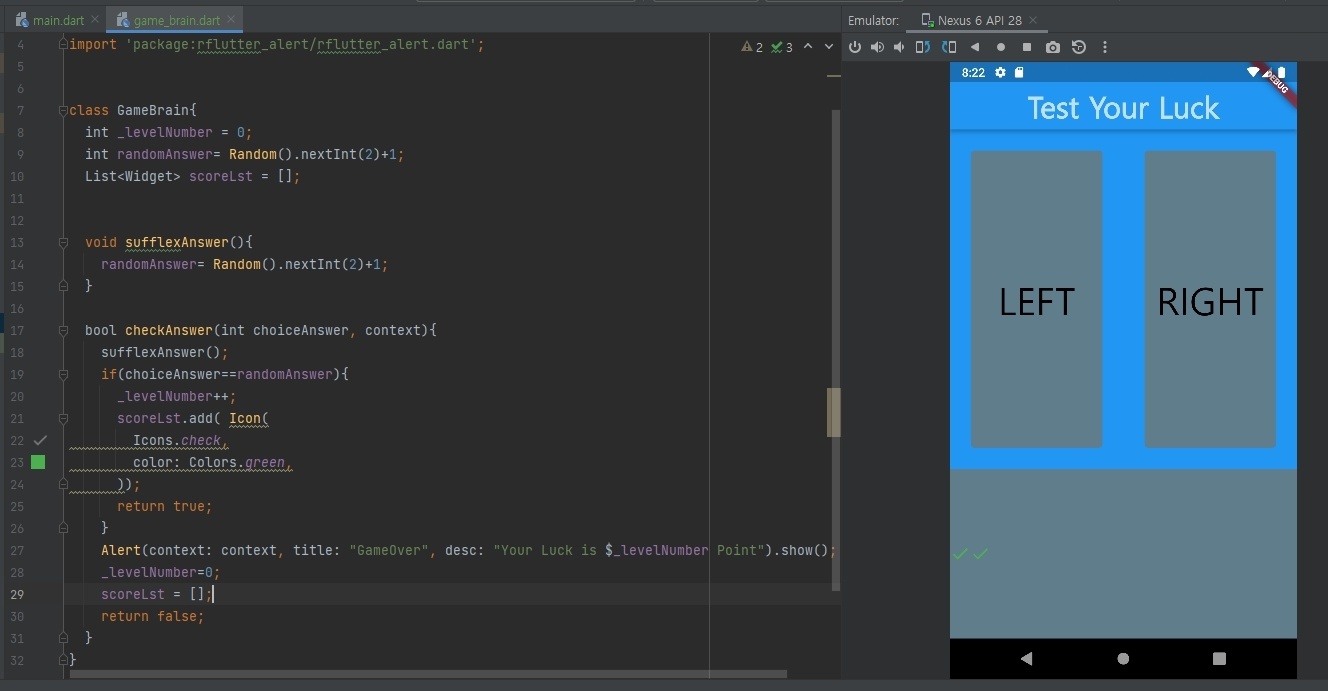 main.dart
game_brain.dart
Emulator:
Nexus 6 API 28
4 import 'package:rflutter_alert/rflutter_alert.dart';
2 3
5
6
7 class GameBrain{
8 int _levelNumber = 0;
9 int randomAnswer= Random().nextInt(2)+1;
10 List<Widget> scoreLst = [];
11
12
13 void sufflexAnswer(){
14 randomAnswer= Random().nextInt(2)+1;
15 }
16
17 bool checkAnswer(int choiceAnswer, context){
18 sufflexAnswer();
19 if(choiceAnswer==randomAnswer){
20 _levelNumber++;
21 scoreLst.add( Icon(
22 Icons.check,
23 color: Colors.green,
24 ));
25 return true;
26 }
27 Alert(context: context, title: "GameOver", desc: "Your Luck is $_levelNumber Point").show();
28 _levelNumber=0;
29 scoreLst = [];
30 return false;
31 }
32 }
8:22
DEBUG
Test Your Luck
LEFT
RIGHT